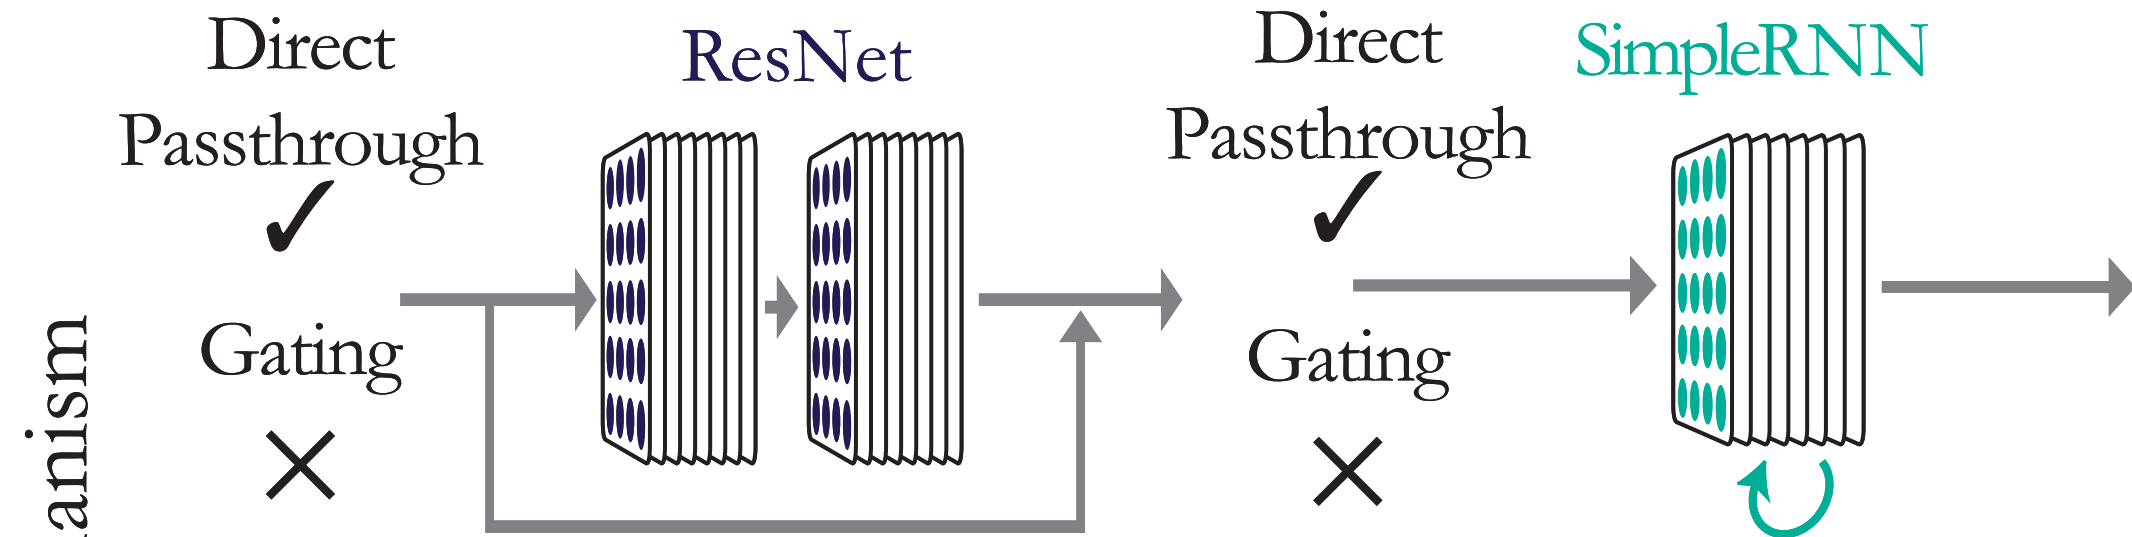 Direct
Passthrough
✓
Gating
×
ResNet
Direct
Passthrough
✓
Gating
×
SimpleRNN
anism